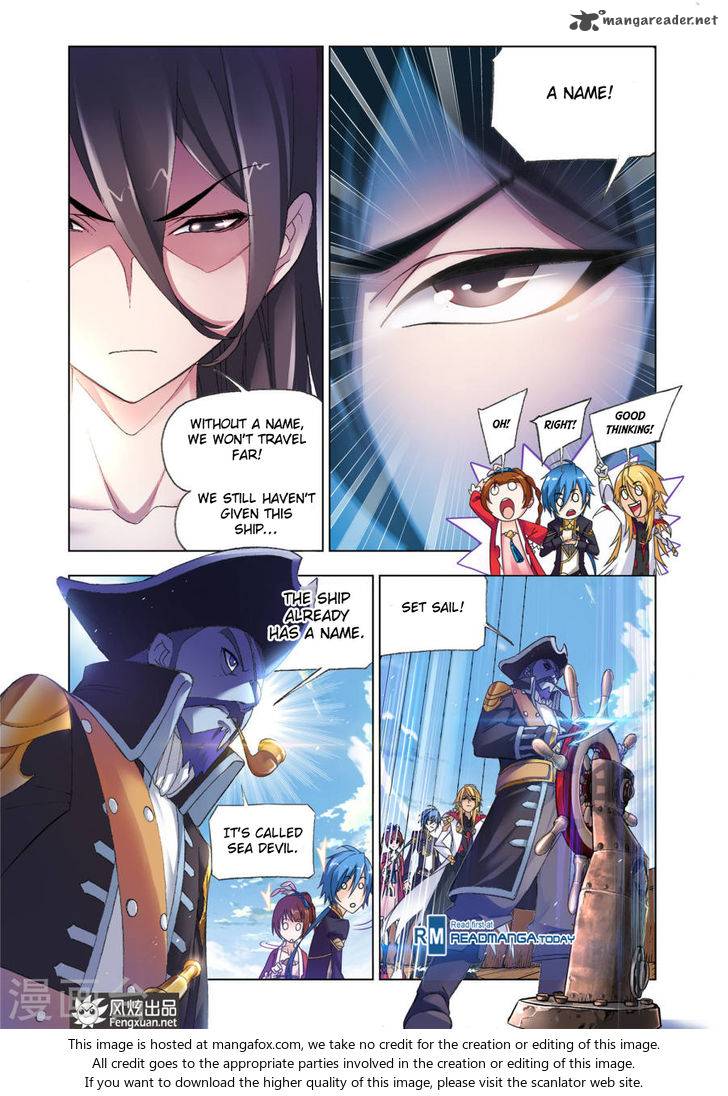 mangareader.net
A NAME!
WITHOUT A NAME,
WE WON'T TRAVEL
FAR!
WE STILL HAVEN'T
GIVEN THIS
SHIP...
OH!
RIGHT!
GOOD
THINKING!
THE SHIP
ALREADY
HAS A NAME.
SET SAIL!
IT'S CALLED
SEA DEVIL.
RM
Read first at
READMANGA.TODAY
漫画
风炫出品
Fengxuan.net
This image is hosted at mangafox.com, we take no credit for the creation or editing of this image.
All credit goes to the appropriate parties involved in the creation or editing of this image.
If you want to download the higher quality of this image, please visit the scanlator web site.